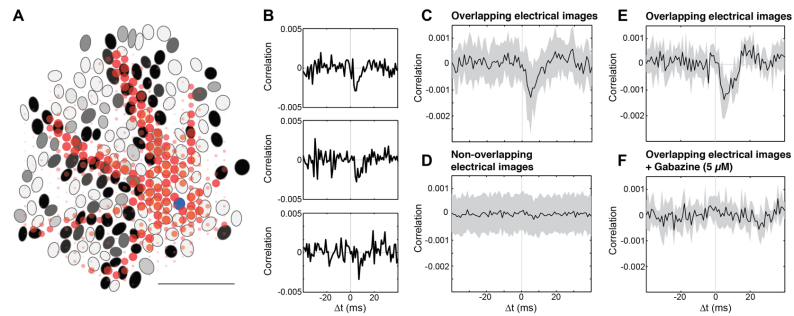 A
B
0.005
0
-0.005
0.005
0
-0.005
0.005
0
-0.005
Correlation
Correlation
Correlation
-20 0 20
Δt (ms)
C Overlapping electrical images
0.001
0
-0.001
-0.002
Correlation
D Non-overlapping
electrical images
0.001
0
-0.001
-0.002
Correlation
-20 0 20
Δt (ms)
E Overlapping electrical images
0.001
0
-0.001
-0.002
Correlation
F Overlapping electrical images
+ Gabazine (5 µM)
0.001
0
-0.001
-0.002
Correlation
-20 0 20
Δt (ms)